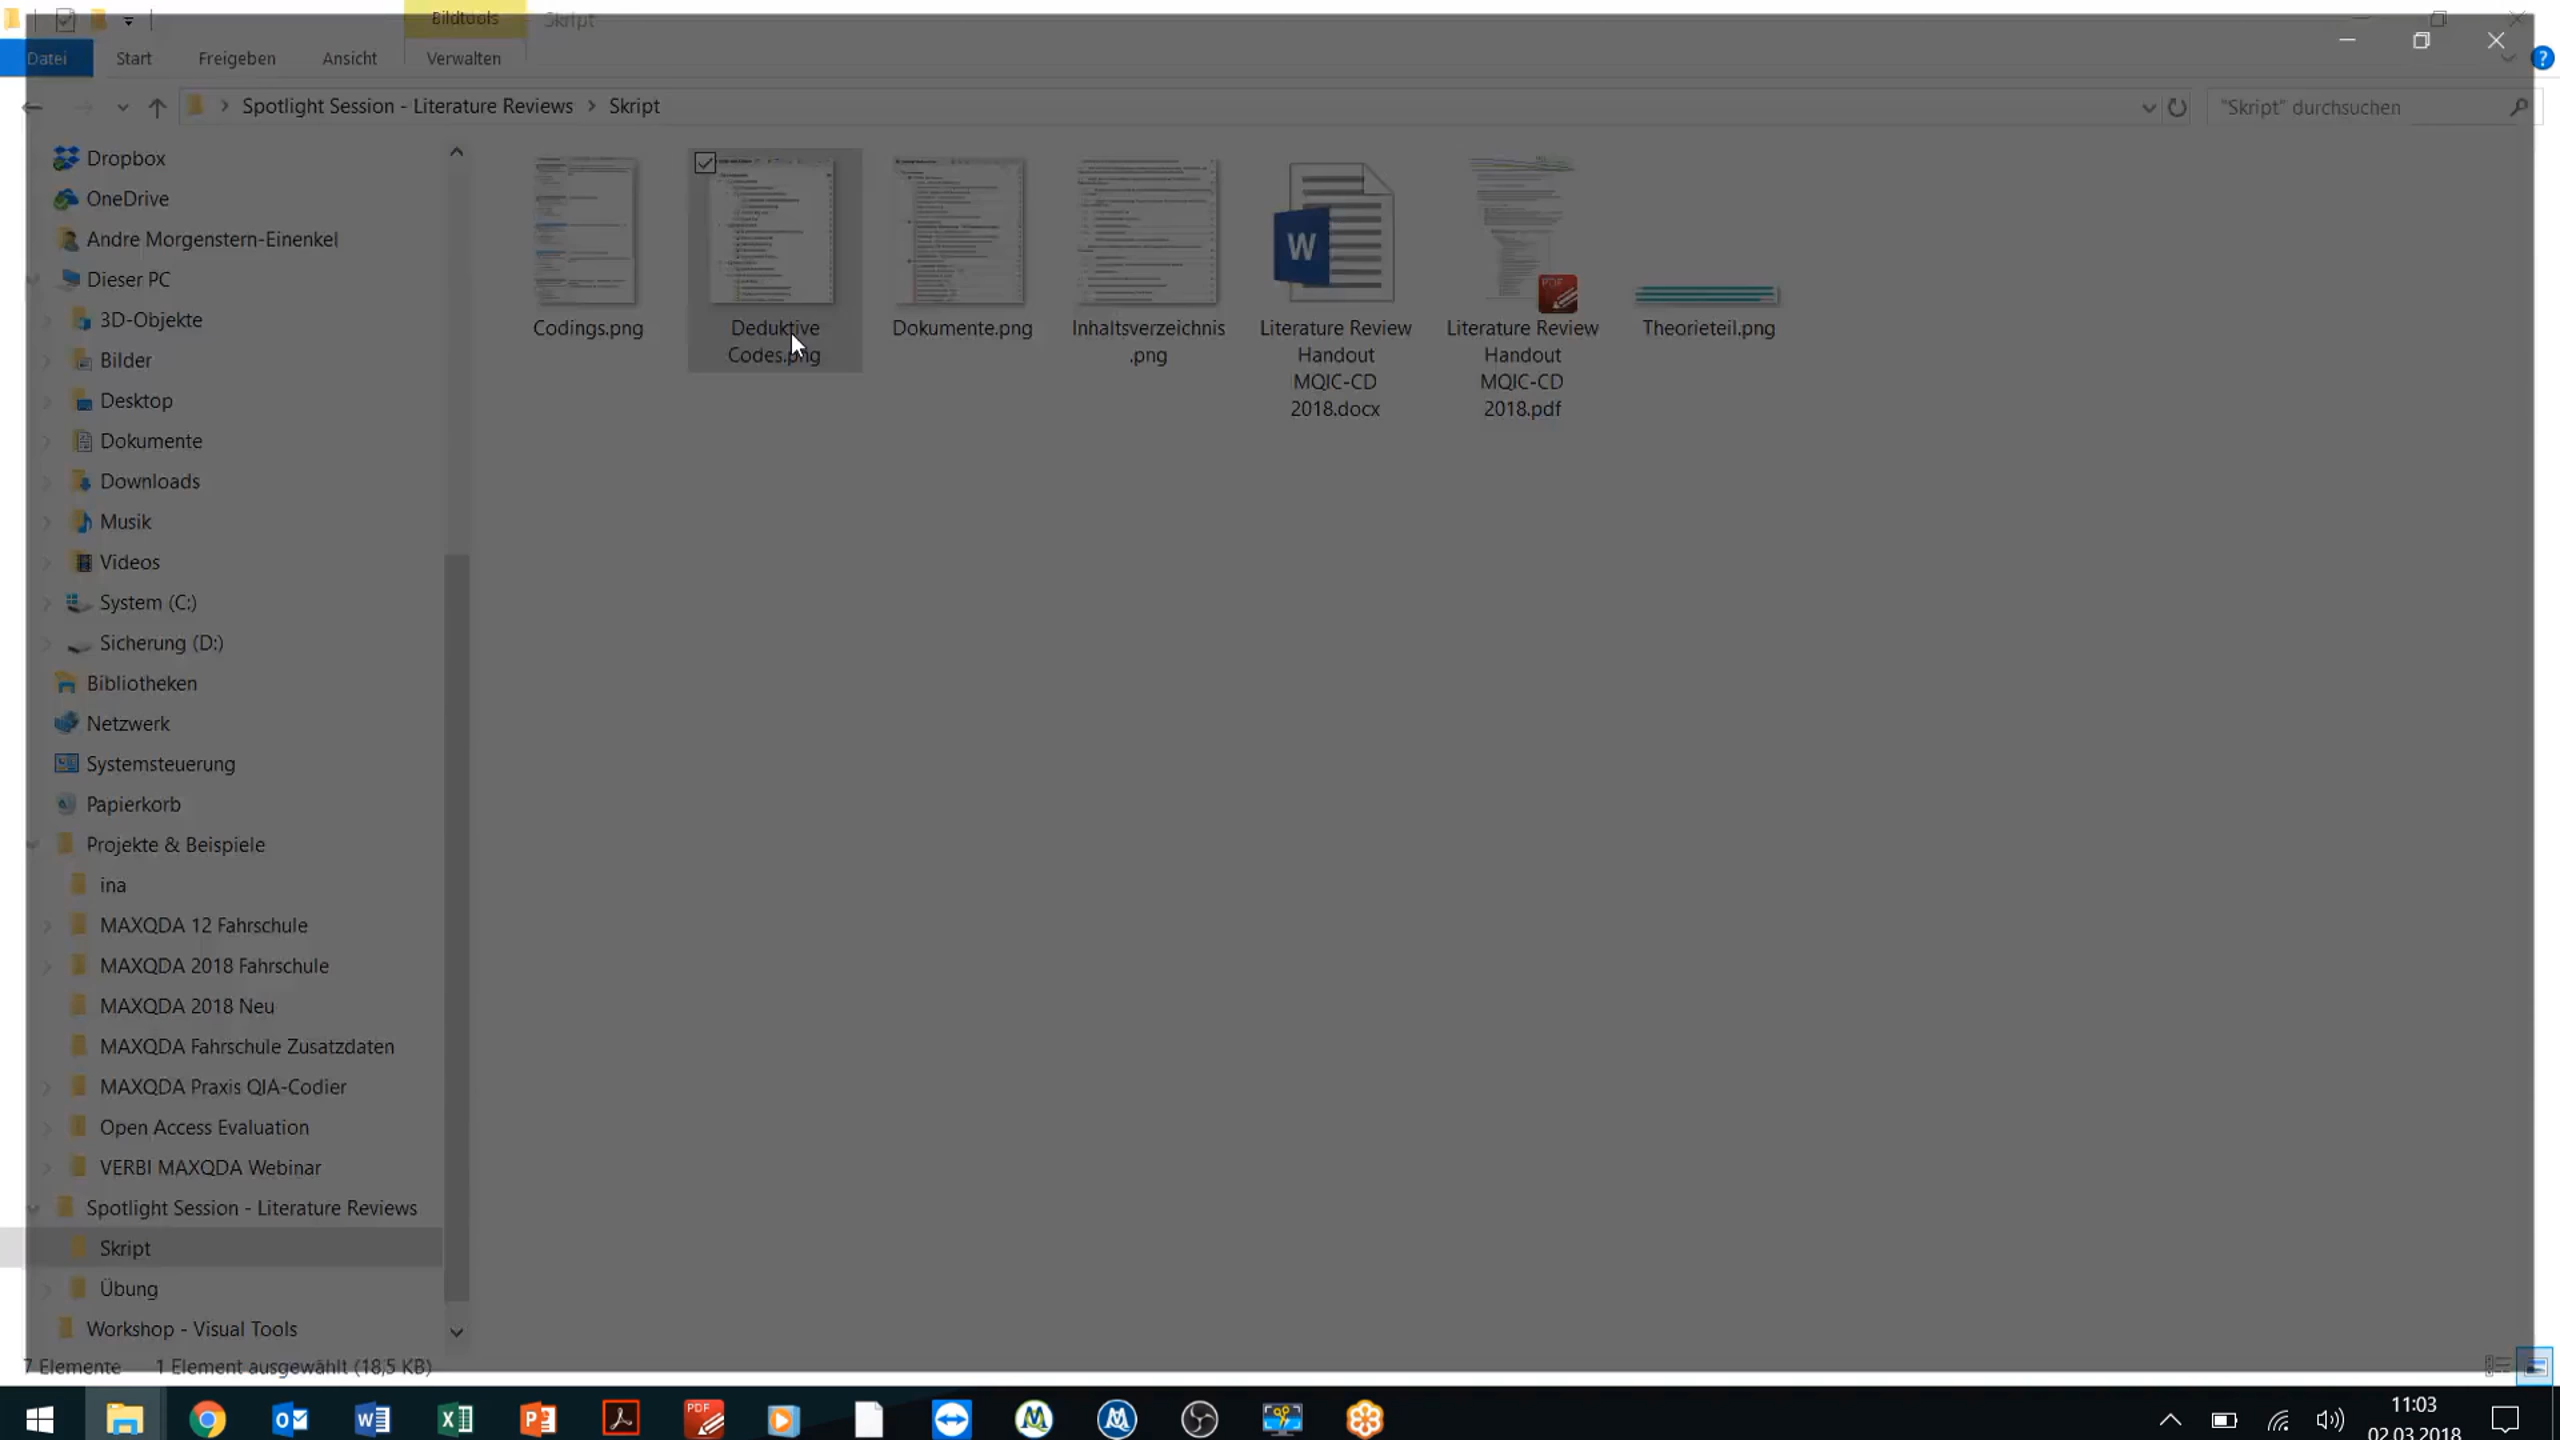 Bildtools
Skript
Datei
Start
Freigeben
Ansicht
Verwalten
Spotlight Session - Literature Reviews
Skript
"Skript" durchsuchen
Dropbox
OneDrive
Andre Morgenstern-Einenkel
Dieser PC
3D-Objekte
Bilder
Desktop
Dokumente
Downloads
Musik
Videos
System (C:)
Sicherung (D:)
Bibliotheken
Netzwerk
Systemsteuerung
Papierkorb
Projekte & Beispiele
ina
MAXQDA 12 Fahrschule
MAXQDA 2018 Fahrschule
MAXQDA 2018 Neu
MAXQDA Fahrschule Zusatzdaten
MAXQDA Praxis QIA-Codier
Open Access Evaluation
VERBI MAXQDA Webinar
Spotlight Session - Literature Reviews
Skript
Übung
Workshop - Visual Tools
Codings.png
Deduktive
Codes.png
Dokumente.png
Inhaltsverzeichnis
.png
Literature Review
Handout
MQIC-CD
2018.docx
Literature Review
Handout
MQIC-CD
2018.pdf
Theorieteil.png
7 Elemente
1 Element ausgewählt (18,5 KB)
11:03
02.03.2018